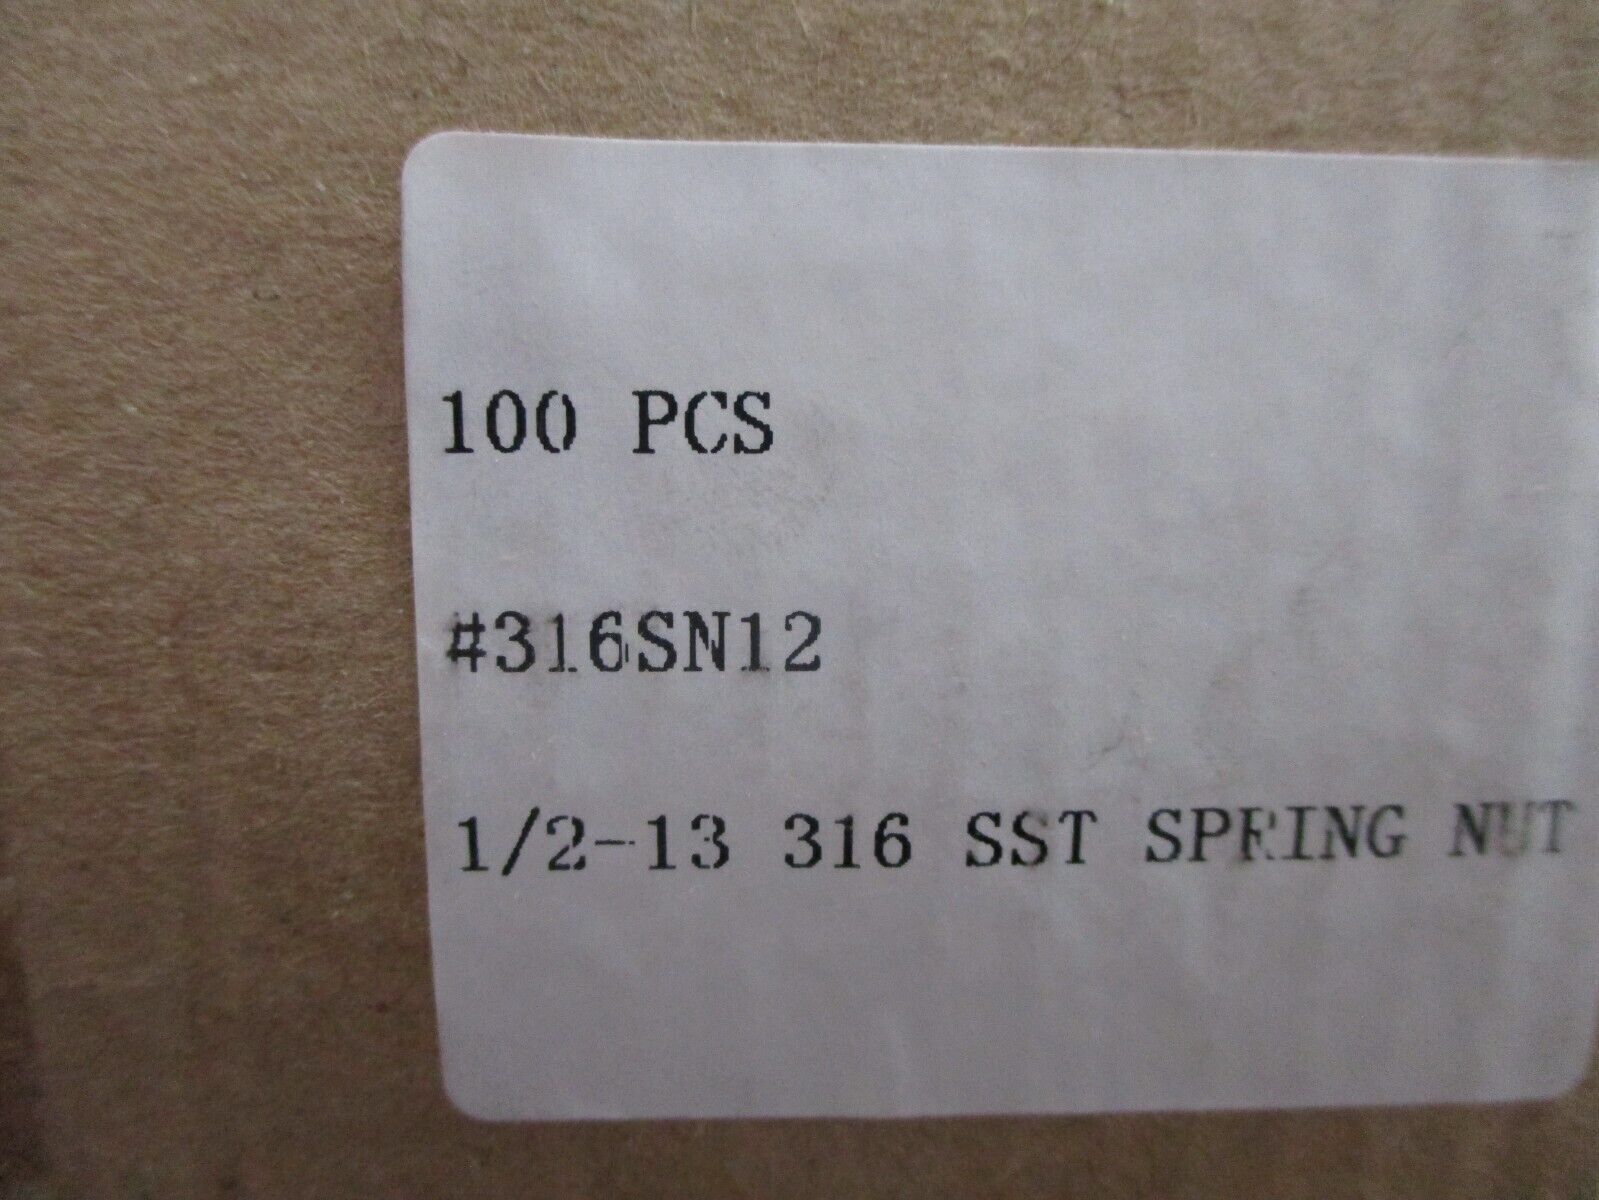 100 PCS
#316SN12
1/2-13 316 SST SPRING NUT